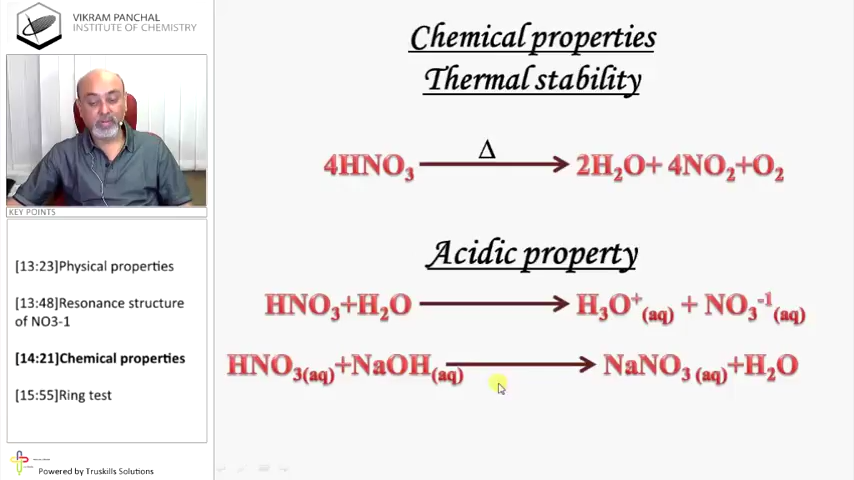 VIKRAM PANCHAL
INSTITUTE OF CHEMISTRY
KEY POINTS
[13:23]Physical properties
[13:48]Resonance structure
of NO3-1
[14:21]Chemical properties
[15:55]Ring test
Powered by Truskills Solutions
Chemical properties
Thermal stability
Δ
4HNO₃ ⟶ 2H₂O+ 4NO₂+O₂
Acidic property
HNO₃+H₂O ⟶ H₃O⁺(aq) + NO₃⁻¹(aq)
HNO₃(aq)+NaOH(aq) ⟶ NaNO₃ (aq)+H₂O